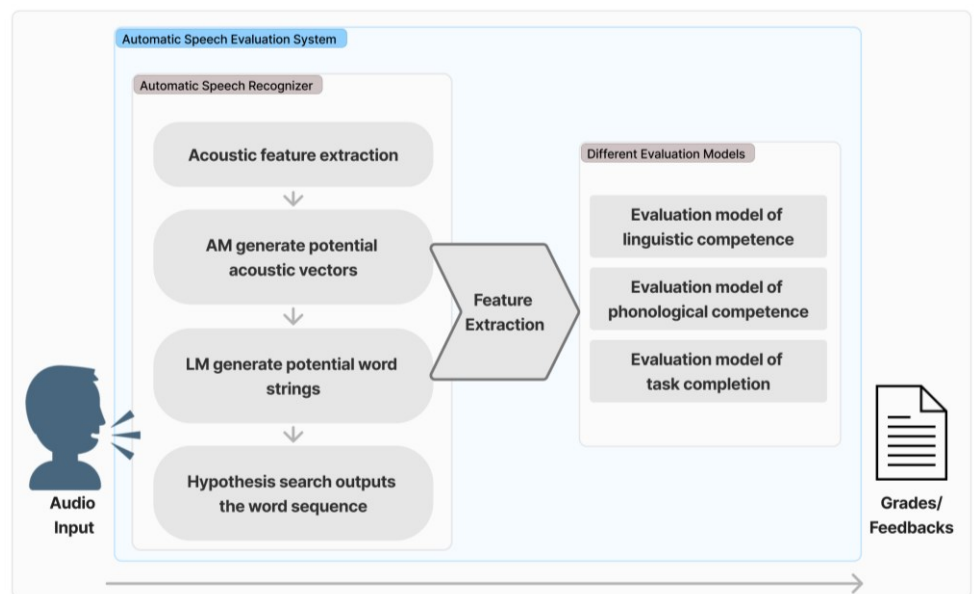 Automatic Speech Evaluation System
Automatic Speech Recognizer
Acoustic feature extraction
AM generate potential
acoustic vectors
LM generate potential word
strings
Hypothesis search outputs
the word sequence
Feature
Extraction
Different Evaluation Models
Evaluation model of
linguistic competence
Evaluation model of
phonological competence
Evaluation model of
task completion
Audio
Input
Grades/
Feedbacks